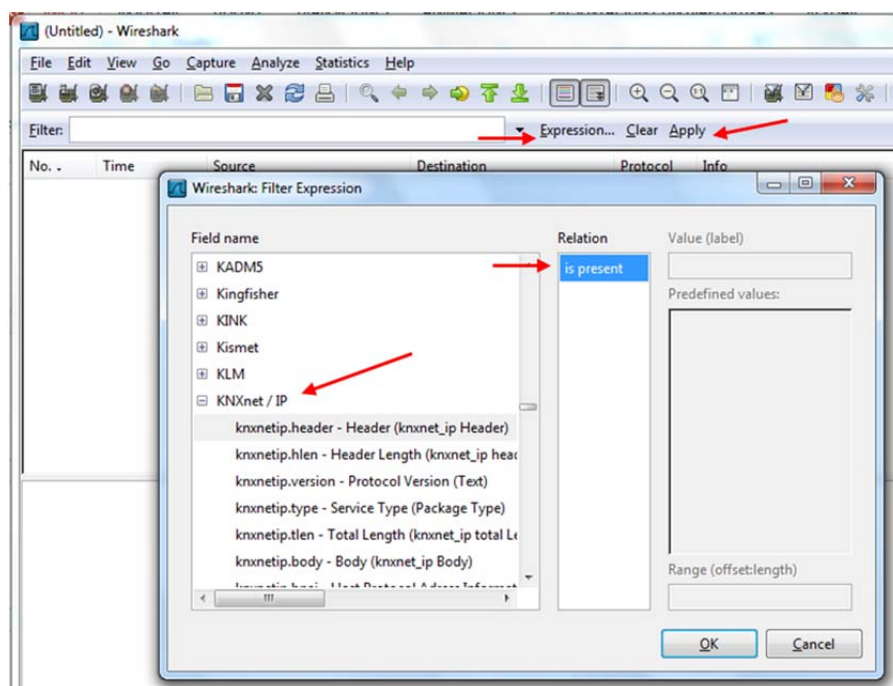 (Untitled) - Wireshark
File Edit View Go Capture Analyze Statistics Help
Filter: Expression... Clear Apply
No. . Time Source Destination Protocol Info
Wireshark: Filter Expression
Field name Relation Value (label)
KADM5 is present
Kingfisher Predefined values:
KINK
Kismet
KLM
KNXnet / IP
knxnetip.header - Header (knxnet_ip Header)
knxnetip.hlen - Header Length (knxnet_ip head
knxnetip.version - Protocol Version (Text)
knxnetip.type - Service Type (Package Type)
knxnetip.tlen - Total Length (knxnet_ip total Le
knxnetip.body - Body (knxnet_ip Body)
Range (offset:length)
OK Cancel